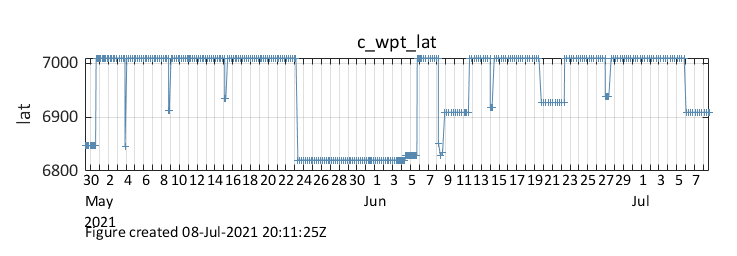 c_wpt_lat
7000
6900
6800
lat
30 2 4 6 8 10 12 14 16 18 20 22 24 26 28 30 1 3 5 7 9 11 13 15 17 19 21 23 25 27 29 1 3 5 7
May Jun Jul
2021
Figure created 08-Jul-2021 20:11:25Z